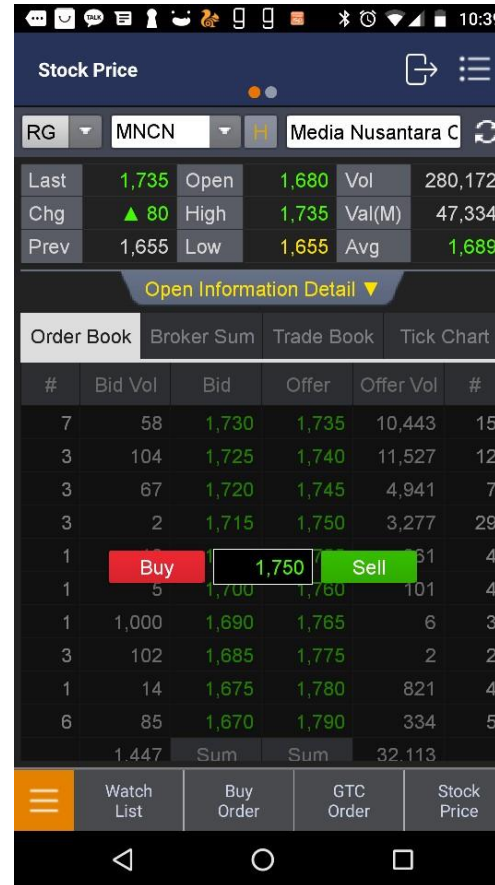 TALK 10:39
Stock Price
RG MNCN H Media Nusantara C
Last 1,735 Open 1,680 Vol 280,172
Chg ▲ 80 High 1,735 Val(M) 47,334
Prev 1,655 Low 1,655 Avg 1,689
Open Information Detail ▼
Order Book Broker Sum Trade Book Tick Chart
# Bid Vol Bid Offer Offer Vol #
7 58 1,730 1,735 10,443 15
3 104 1,725 1,740 11,527 12
3 67 1,720 1,745 4,941 7
3 2 1,715 1,750 3,277 29
1 4
Buy 1,750 Sell
1 5 1,700 1,760 101 4
1 1,000 1,690 1,765 6 3
3 102 1,685 1,775 2 2
1 14 1,675 1,780 821 4
6 85 1,670 1,790 334 5
1,447 Sum Sum 32,113
Watch List Buy Order GTC Order Stock Price